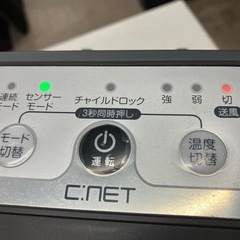 連続 センサー チャイルドロック 強 弱 切
モード モード 3秒同時押し 送風
モード
切替
運転
温度
切替
C:NET